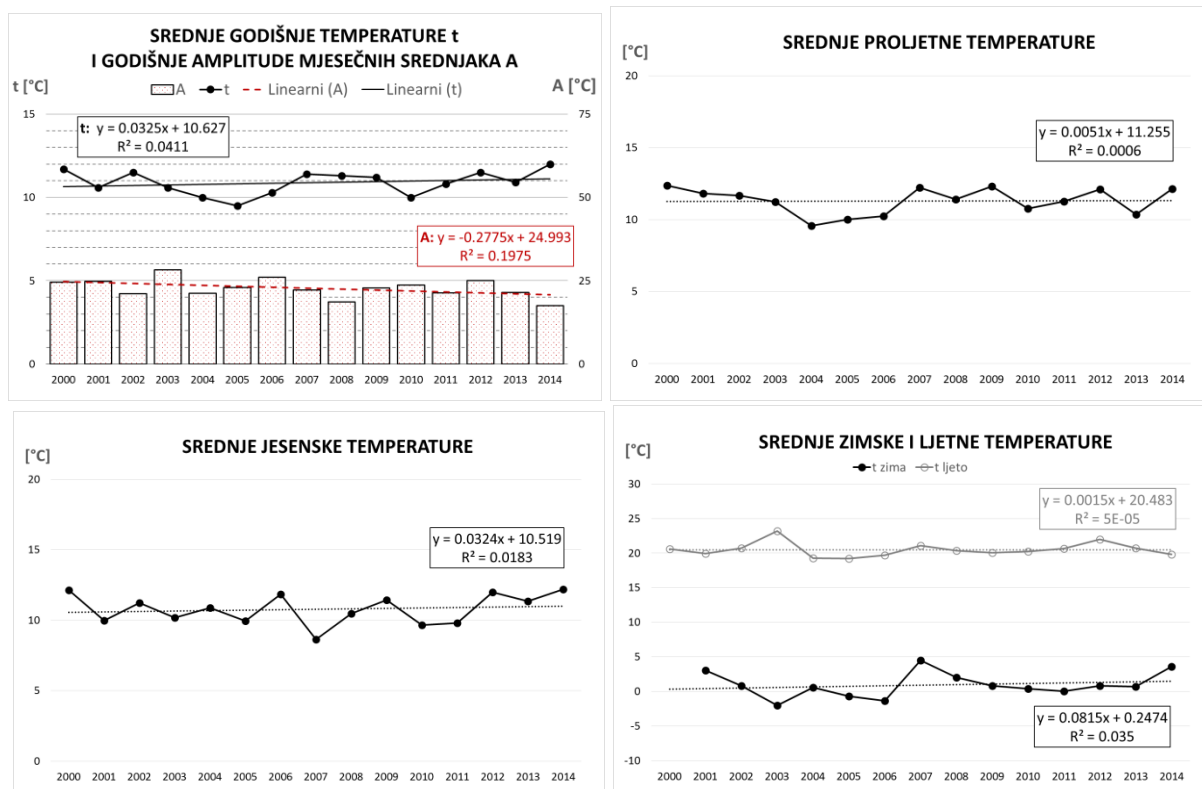 SREDNJE GODIŠNJE TEMPERATURE t
I GODIŠNJE AMPLITUDE MJESEČNIH SREDNJAKA A
t [°C]
A [°C]
A t Linearni (A) Linearni (t)
15
10
5
0
75
50
25
0
t: y = 0.0325x + 10.627
R² = 0.0411
A: y = -0.2775x + 24.993
R² = 0.1975
2000 2001 2002 2003 2004 2005 2006 2007 2008 2009 2010 2011 2012 2013 2014
SREDNJE PROLJETNE TEMPERATURE
[°C]
20
15
10
5
0
y = 0.0051x + 11.255
R² = 0.0006
2000 2001 2002 2003 2004 2005 2006 2007 2008 2009 2010 2011 2012 2013 2014
SREDNJE JESENSKE TEMPERATURE
[°C]
20
15
10
5
0
y = 0.0324x + 10.519
R² = 0.0183
2000 2001 2002 2003 2004 2005 2006 2007 2008 2009 2010 2011 2012 2013 2014
SREDNJE ZIMSKE I LJETNE TEMPERATURE
[°C]
t zima t ljeto
30
25
20
15
10
5
0
-5
-10
y = 0.0015x + 20.483
R² = 5E-05
y = 0.0815x + 0.2474
R² = 0.035
2000 2001 2002 2003 2004 2005 2006 2007 2008 2009 2010 2011 2012 2013 2014